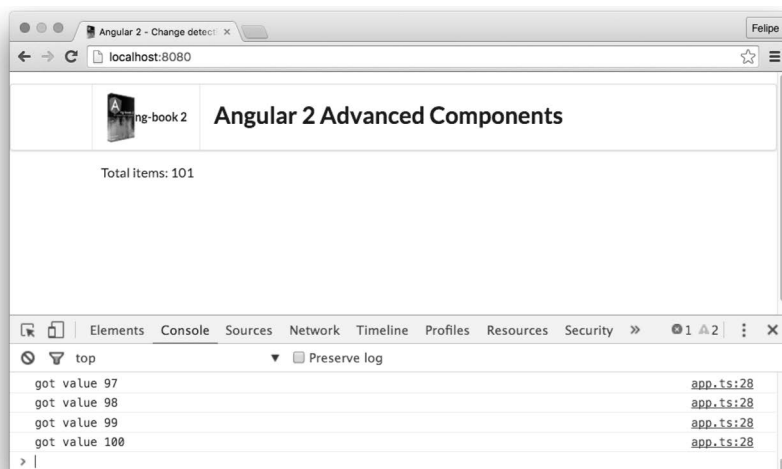 Angular 2 - Change detect
Felipe
localhost:8080
A
ng-book 2
Angular 2 Advanced Components
Total items: 101
Elements Console Sources Network Timeline Profiles Resources Security » 1 2
top Preserve log
got value 97 app.ts:28
got value 98 app.ts:28
got value 99 app.ts:28
got value 100 app.ts:28
>